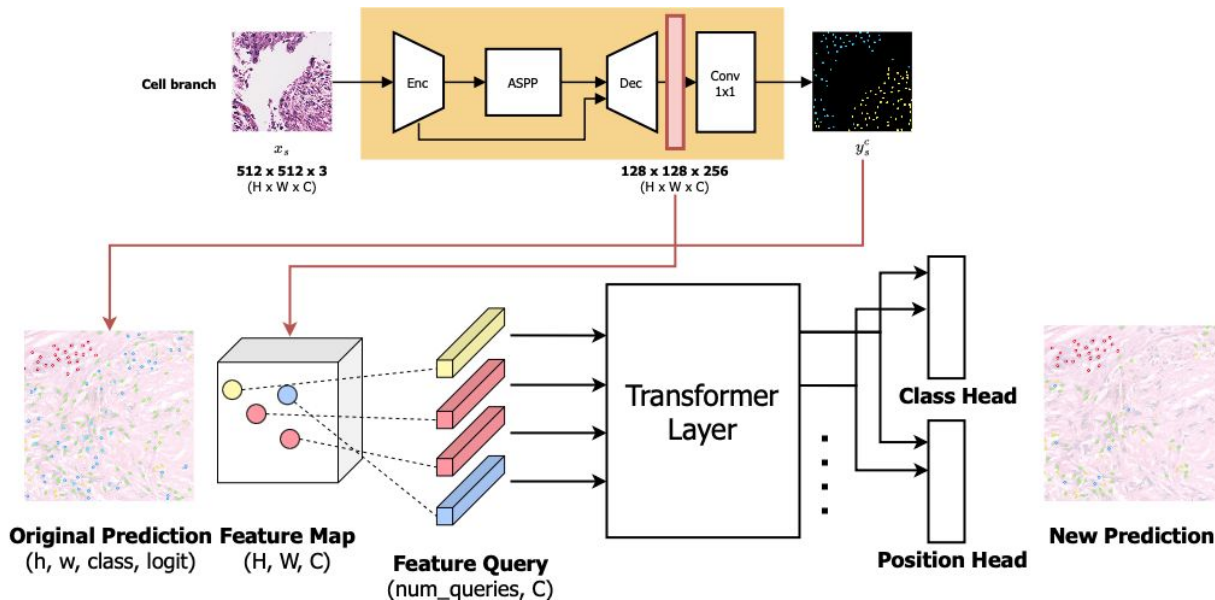 Cell branch
Enc
ASPP
Dec
Conv
1x1
x_s
512 x 512 x 3
(H x W x C)
128 x 128 x 256
(H x W x C)
y_s^c
Original Prediction
(h, w, class, logit)
Feature Map
(H, W, C)
Feature Query
(num_queries, C)
Transformer
Layer
Class Head
Position Head
New Prediction